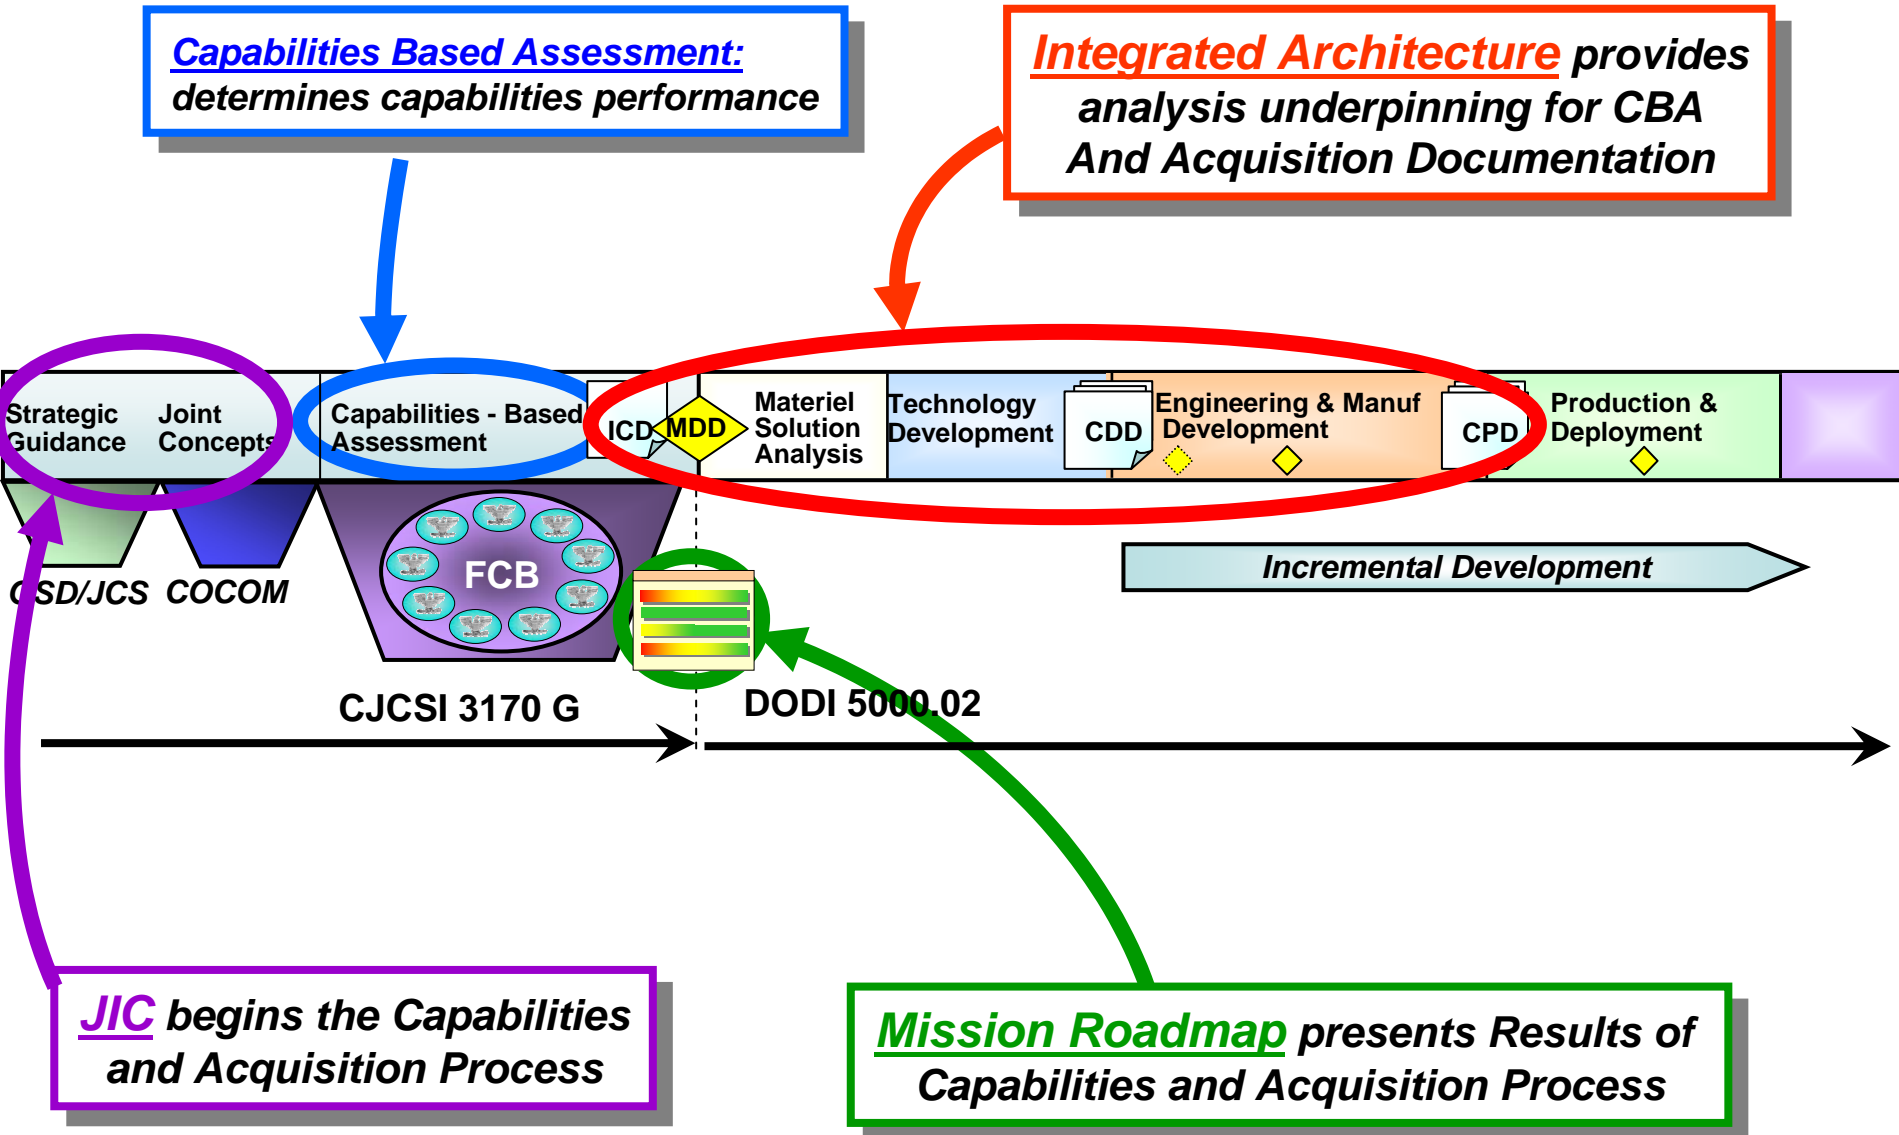 Capabilities Based Assessment:
determines capabilities performance
Integrated Architecture provides
analysis underpinning for CBA
And Acquisition Documentation
Strategic
Guidance
Joint
Concepts
Capabilities - Based
Assessment
ICD
MDD
Materiel
Solution
Analysis
Technology
Development
CDD
Engineering & Manuf
Development
CPD
Production &
Deployment
OSD/JCS
COCOM
FCB
Incremental Development
CJCSI 3170 G
DODI 5000.02
JIC begins the Capabilities
and Acquisition Process
Mission Roadmap presents Results of
Capabilities and Acquisition Process